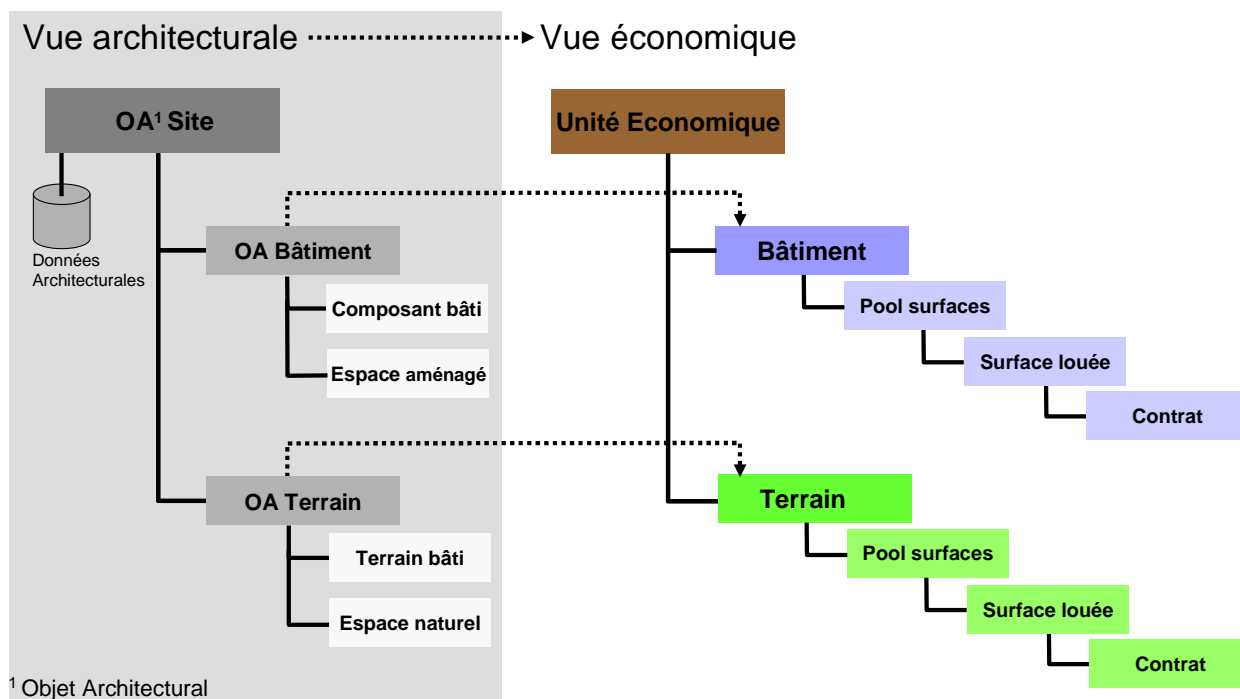 Vue architecturale
Vue économique
OA¹ Site
Données
Architecturales
OA Bâtiment
Composant bâti
Espace aménagé
OA Terrain
Terrain bâti
Espace naturel
¹ Objet Architectural
Unité Economique
Bâtiment
Pool surfaces
Surface louée
Contrat
Terrain
Pool surfaces
Surface louée
Contrat